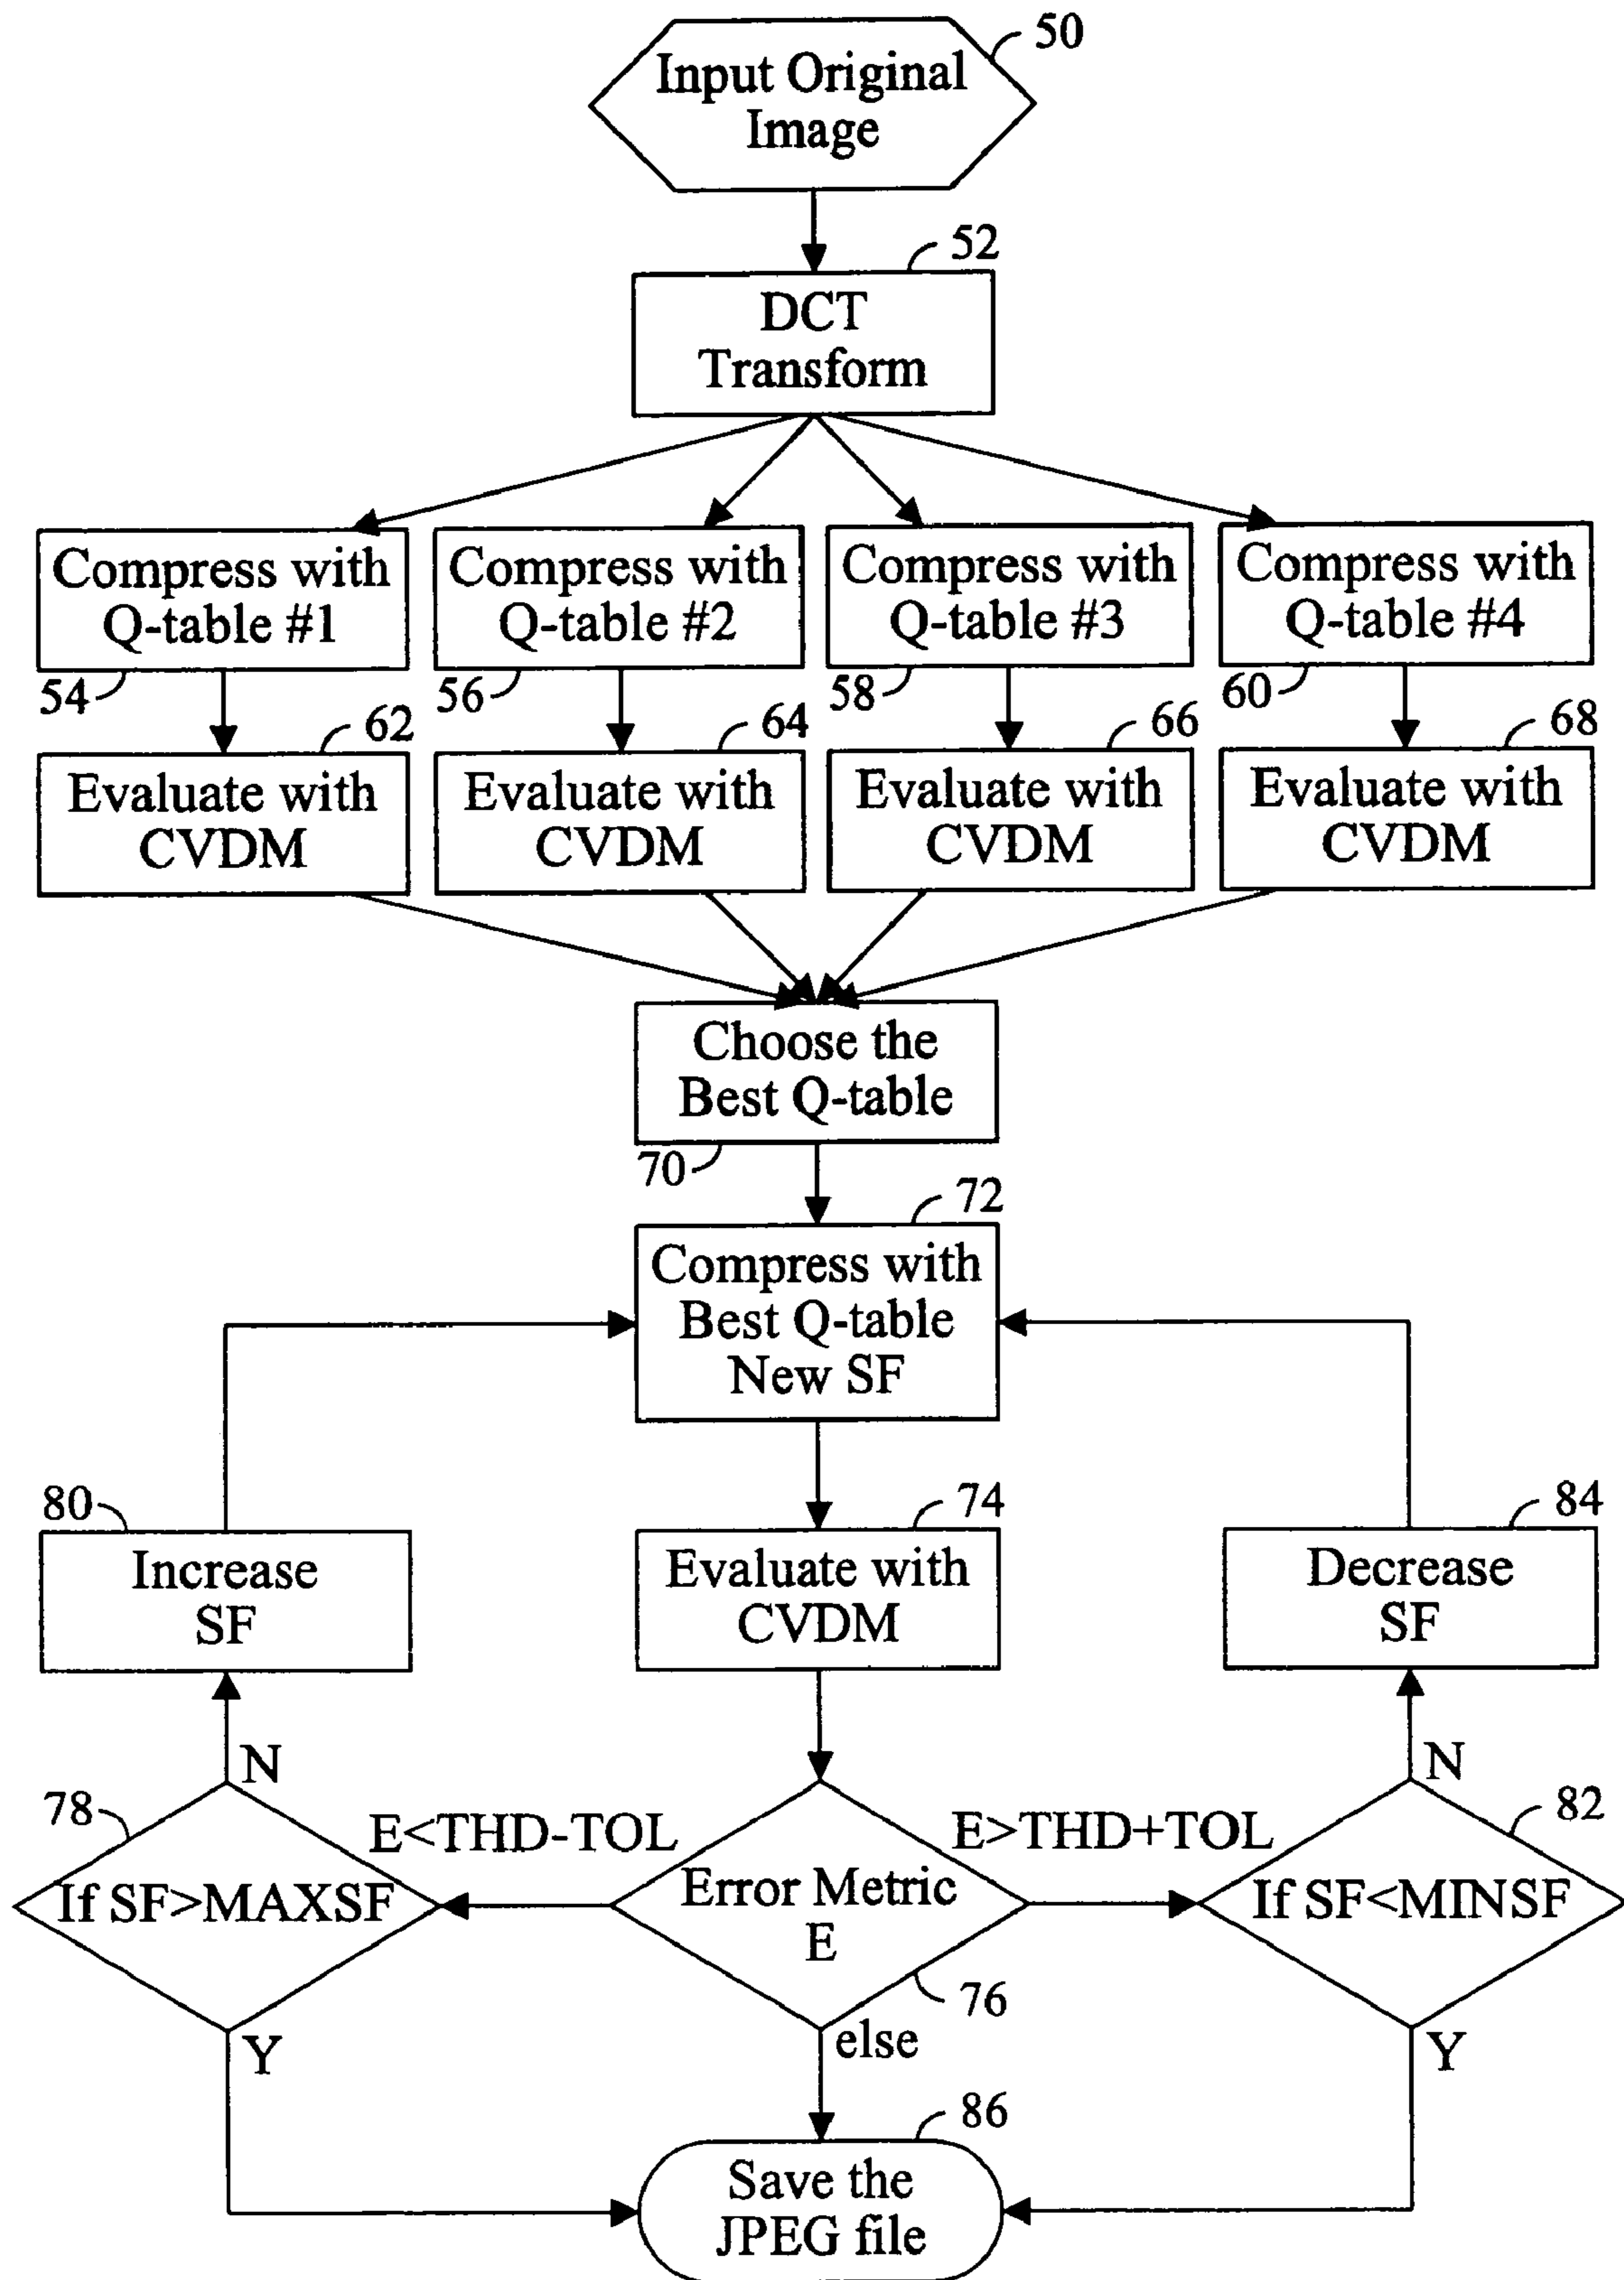 50
Input Original
Image
52
DCT
Transform
Compress with
Q-table #1
54
Compress with
Q-table #2
56
Compress with
Q-table #3
58
Compress with
Q-table #4
60
62
Evaluate with
CVDM
64
Evaluate with
CVDM
66
Evaluate with
CVDM
68
Evaluate with
CVDM
Choose the
Best Q-table
70
72
Compress with
Best Q-table
New SF
80
Increase
SF
74
Evaluate with
CVDM
84
Decrease
SF
N
78
If SF>MAXSF
Y
E<THD-TOL
Error Metric
E
76
else
E>THD+TOL
N
82
If SF<MINSF
Y
86
Save the
JPEG file